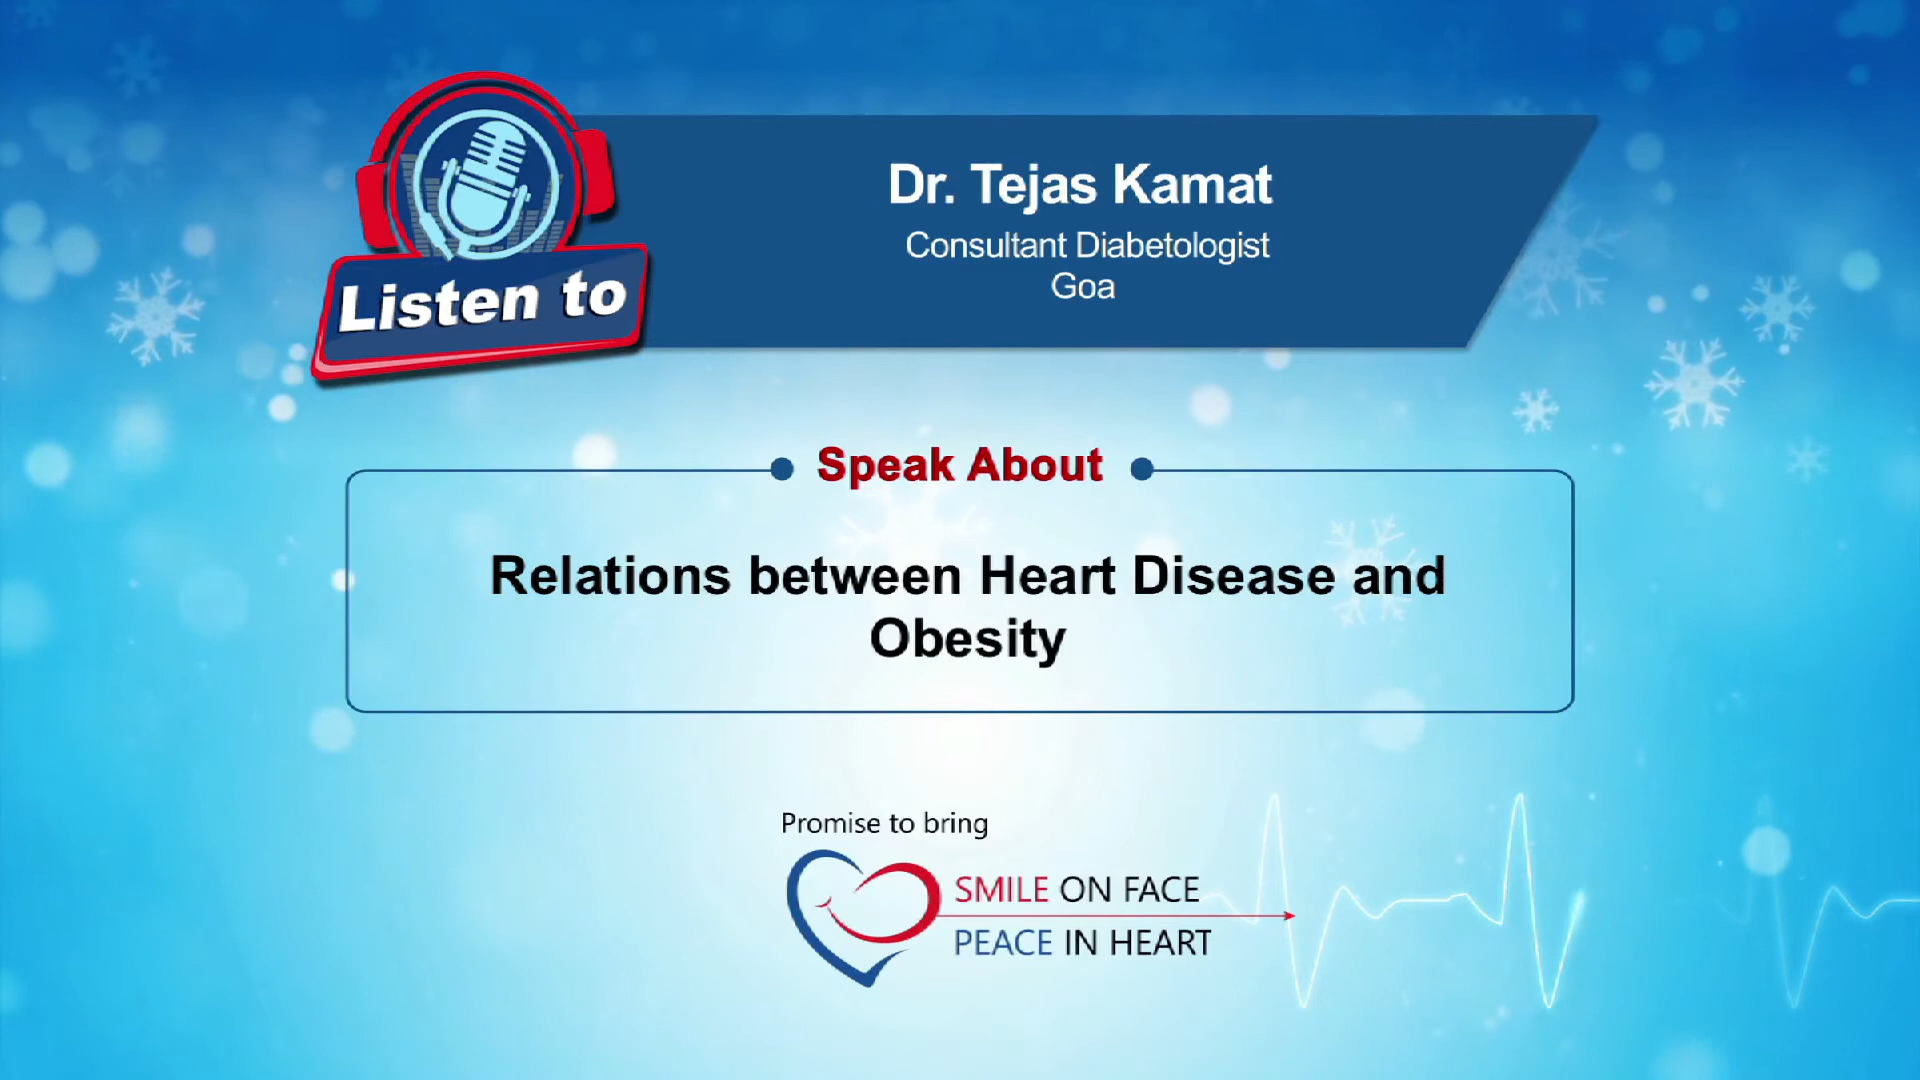 Listen to
Dr. Tejas Kamat
Consultant Diabetologist
Goa
Speak About
Relations between Heart Disease and
Obesity
Promise to bring
SMILE ON FACE
PEACE IN HEART